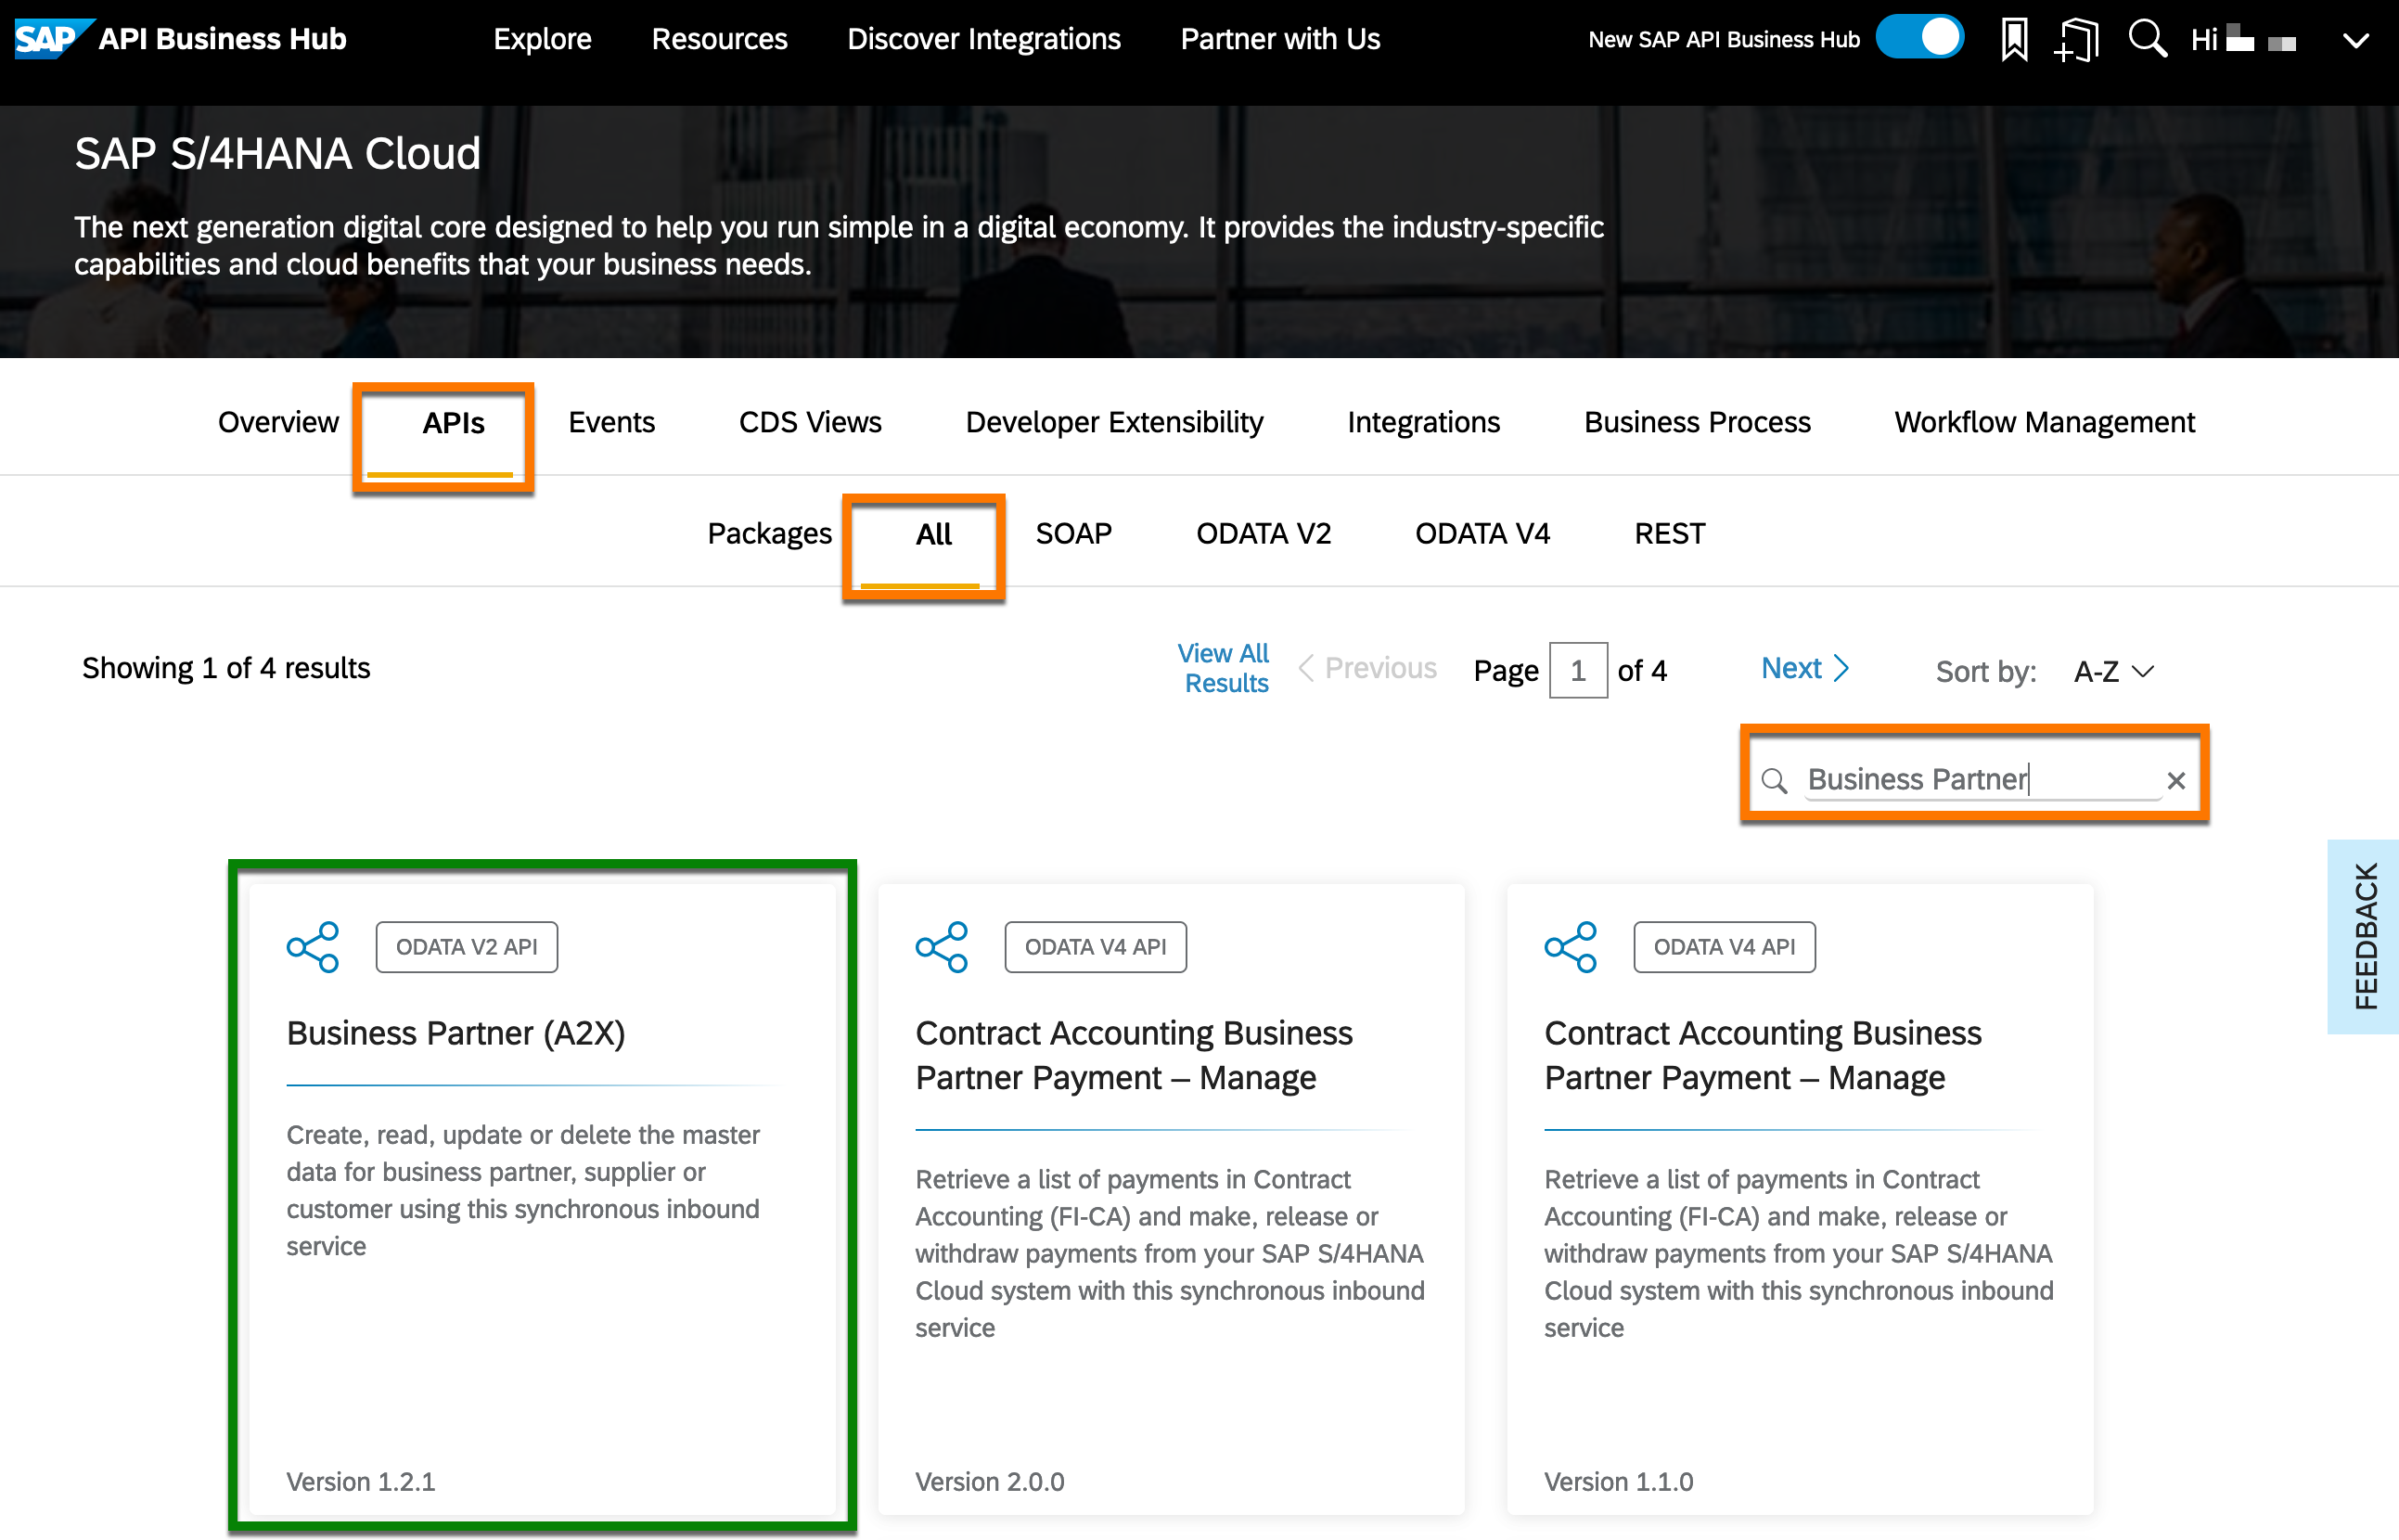 SAP API Business Hub Explore Resources Discover Integrations Partner with Us New SAP API Business Hub Hi
SAP S/4HANA Cloud
The next generation digital core designed to help you run simple in a digital economy. It provides the industry-specific
capabilities and cloud benefits that your business needs.
Overview APIs Events CDS Views Developer Extensibility Integrations Business Process Workflow Management
Packages All SOAP ODATA V2 ODATA V4 REST
Showing 1 of 4 results
View All
Results
Previous Page 1 of 4 Next Sort by: A-Z
Business Partner
FEEDBACK
ODATA V2 API
Business Partner (A2X)
Create, read, update or delete the master
data for business partner, supplier or
customer using this synchronous inbound
service
Version 1.2.1
ODATA V4 API
Contract Accounting Business
Partner Payment – Manage
Retrieve a list of payments in Contract
Accounting (FI-CA) and make, release or
withdraw payments from your SAP S/4HANA
Cloud system with this synchronous inbound
service
Version 2.0.0
ODATA V4 API
Contract Accounting Business
Partner Payment – Manage
Retrieve a list of payments in Contract
Accounting (FI-CA) and make, release or
withdraw payments from your SAP S/4HANA
Cloud system with this synchronous inbound
service
Version 1.1.0